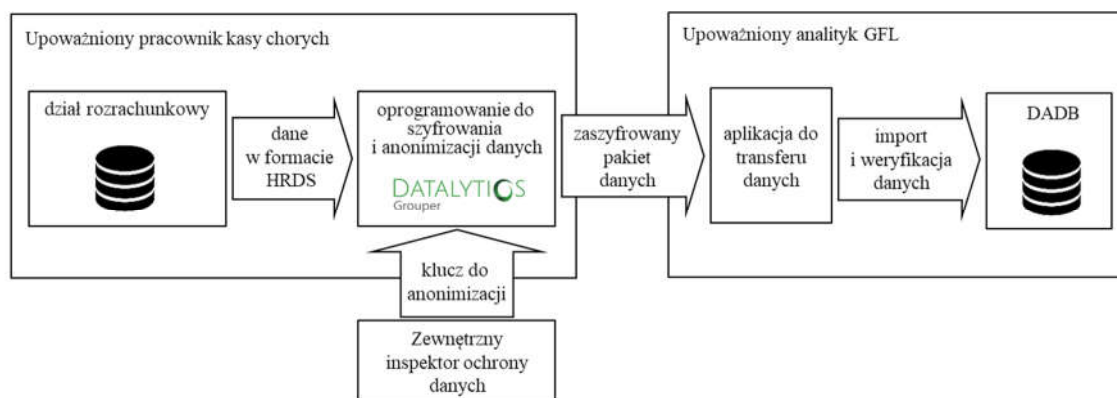 Upoważniony pracownik kasy chorych
dział rozrachunkowy
dane
w formacie
HRDS
oprogramowanie do
szyfrowania
i anonimizacji danych
DATALYTICS
Grouper
klucz do
anonimizacji
Zewnętrzny
inspektor ochrony
danych
zaszyfrowany
pakiet
danych
Upoważniony analityk GFL
aplikacja do
transferu
danych
import
i weryfikacja
danych
DADB